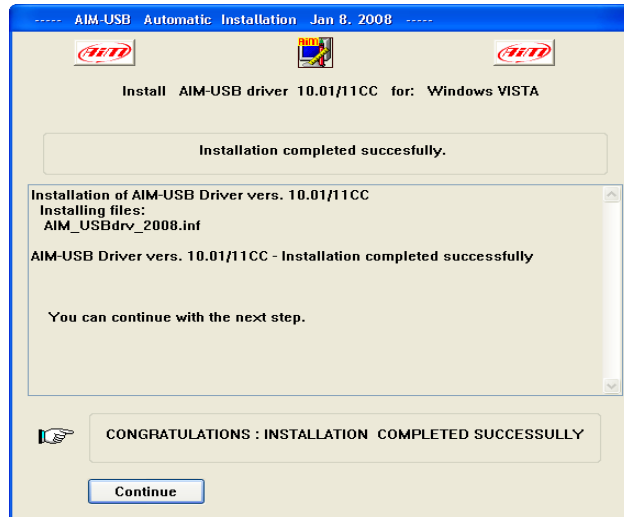 ----- AIM-USB Automatic Installation Jan 8. 2008 -----
AiM AiM AiM
Install AIM-USB driver 10.01/11CC for: Windows VISTA
Installation completed succesfully.
Installation of AIM-USB Driver vers. 10.01/11CC
Installing files:
AIM_USBdrv_2008.inf
AIM-USB Driver vers. 10.01/11CC - Installation completed successfully
You can continue with the next step.
CONGRATULATIONS : INSTALLATION COMPLETED SUCCESSULLY
Continue